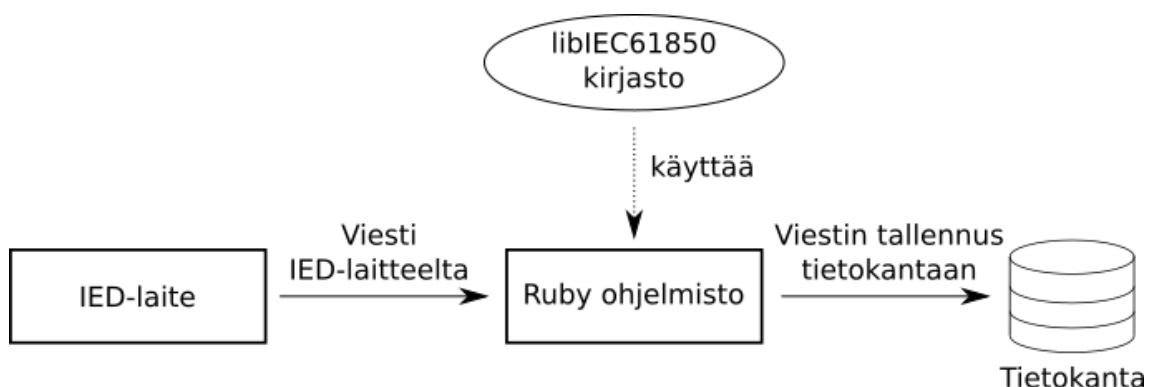 libIEC61850
kirjasto
käyttää
Viesti
IED-laitteelta
Viestin tallennus
tietokantaan
IED-laite
Ruby ohjelmisto
Tietokanta